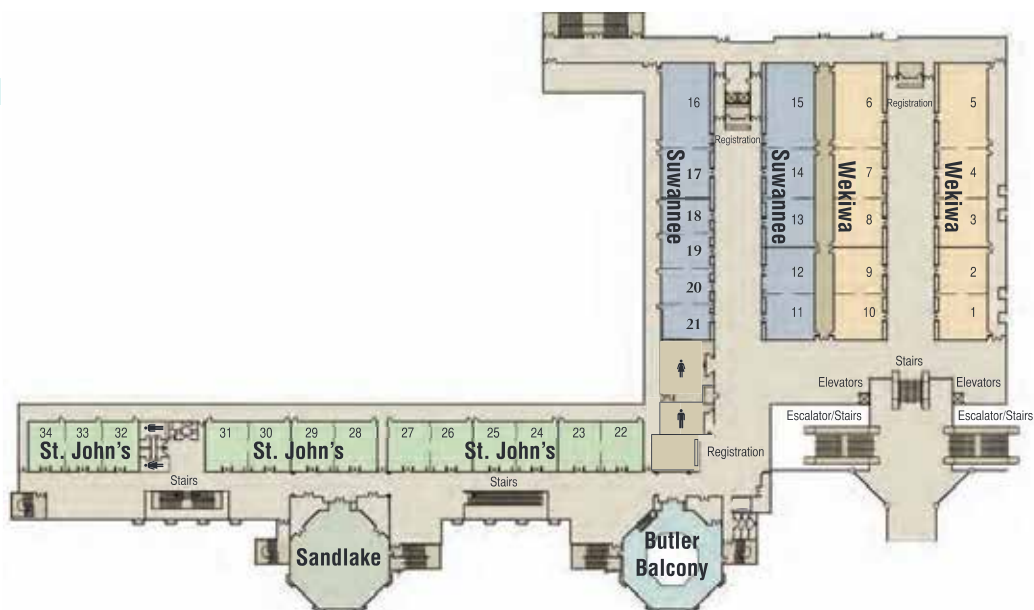 16
15
6
5
Registration
Registration
Suwannee
17
Suwannee
14
Wekiwa
7
Wekiwa
4
18
13
8
3
19
20
12
9
2
21
11
10
1
Stairs
Elevators
Elevators
Escalator/Stairs
Escalator/Stairs
34 33 32
31 30 29 28
27 26 25 24 23 22
St. John's
St. John's
St. John's
Registration
Stairs
Stairs
Sandlake
Butler
Balcony